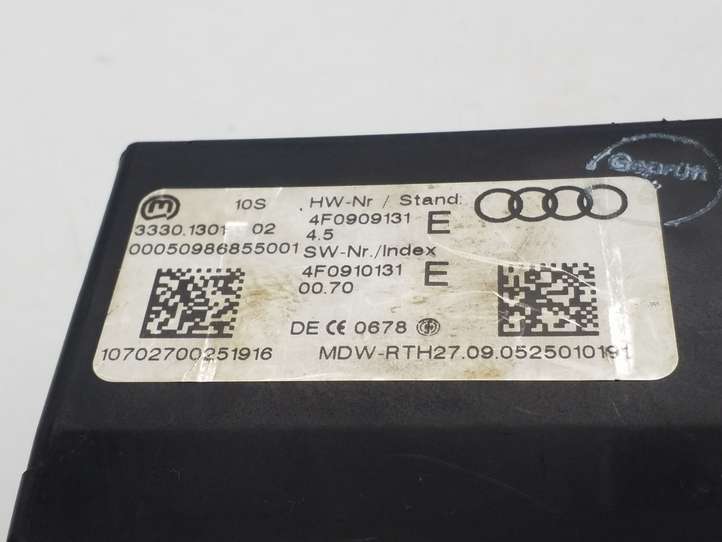 10S
HW-Nr / Stand:
3330.1301 02
4F0909131 E
4.5
00050986855001
SW-Nr./Index
4F0910131 E
00.70
DE CE 0678
10702700251916
MDW-RTH27.09.0525010191